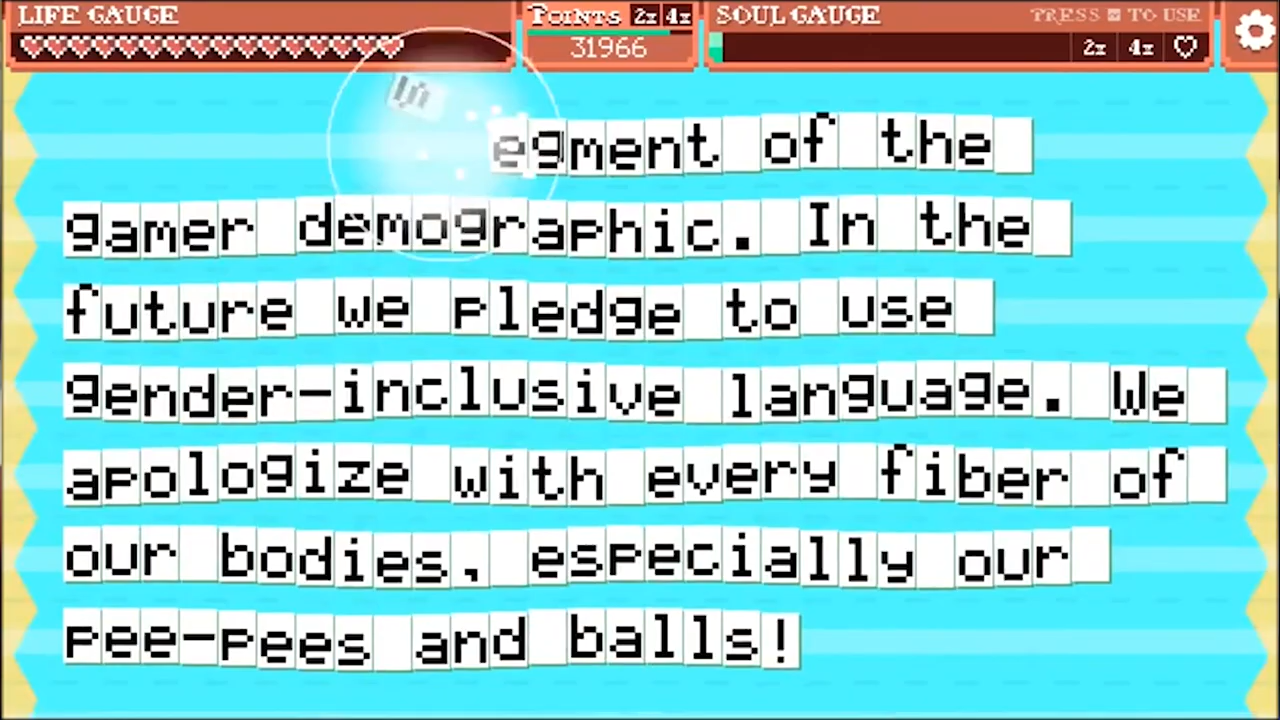 LIFE GAUGE
POINTS 2x 4x
SOUL GAUGE
PRESS TO USE
31966
2x 4x
egment of the
gamer demographic. In the
future we pledge to use
gender-inclusive language. We
apologize with every fiber of
our bodies, especially our
pee-pees and balls!